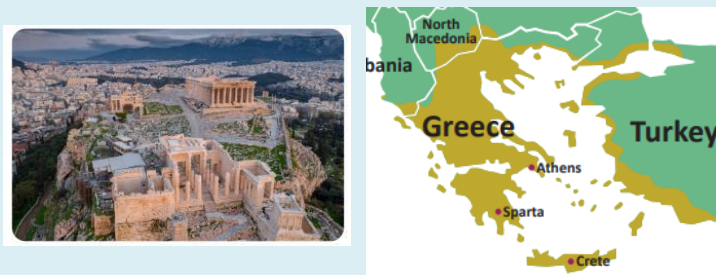 North
Macedonia
bania
Greece
Turkey
Athens
Sparta
Crete